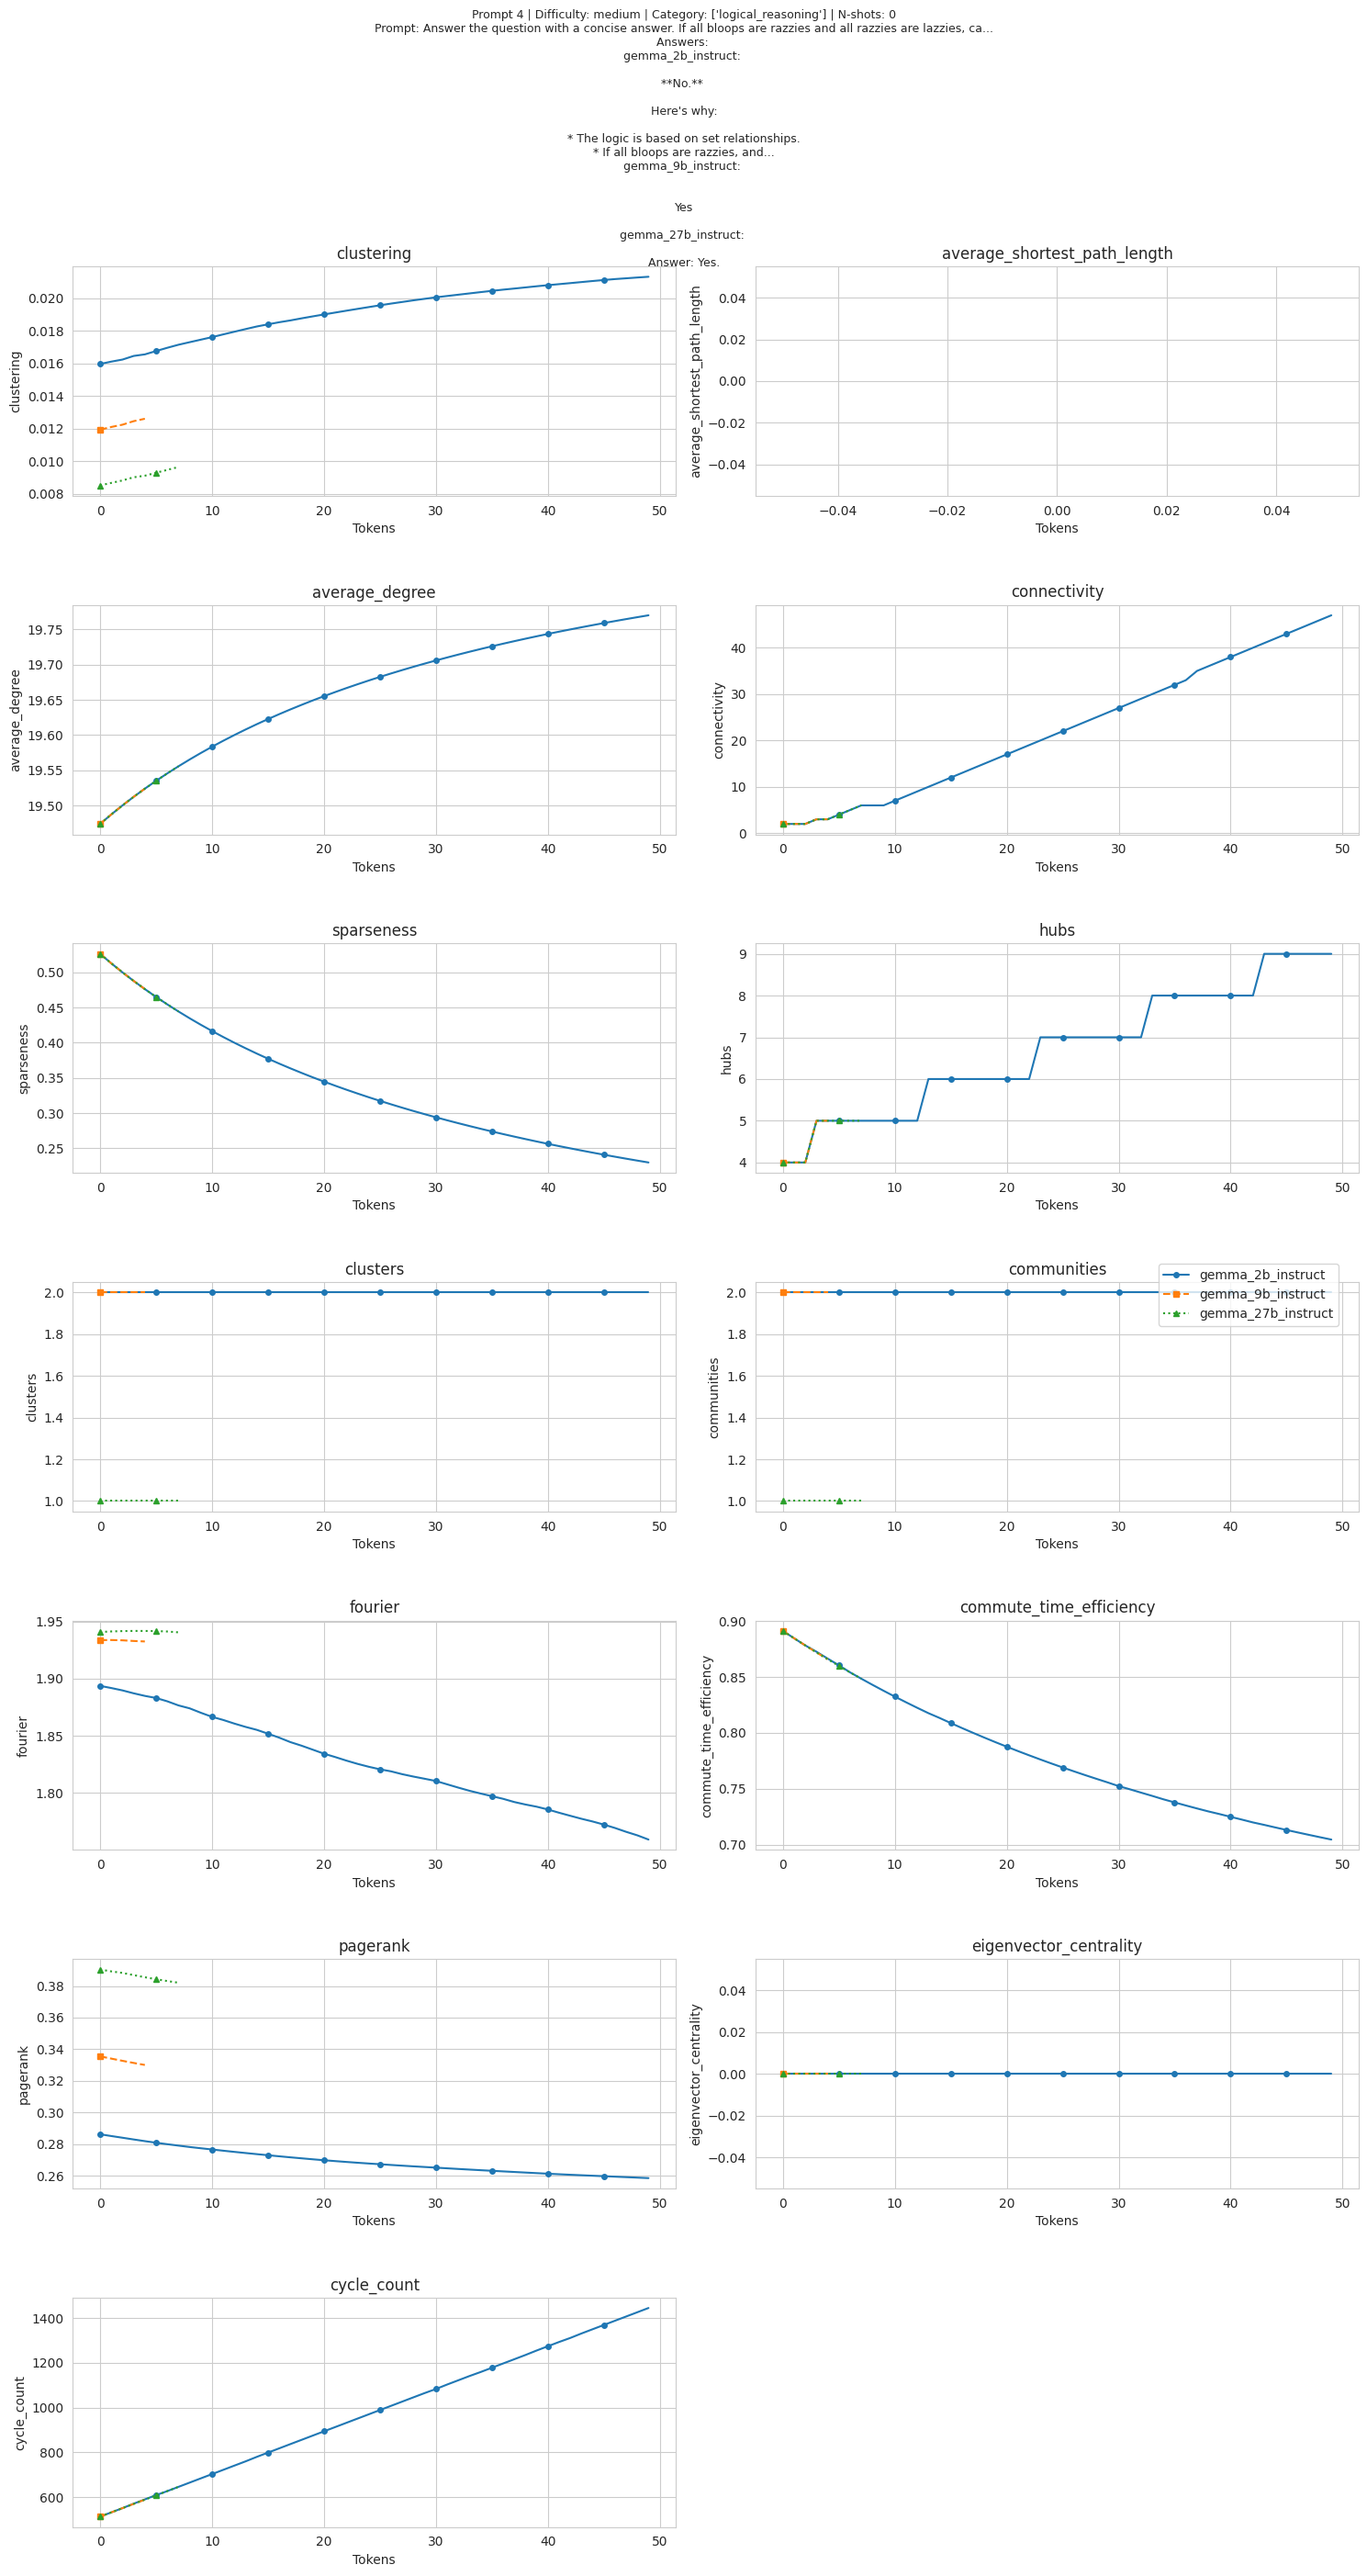 Prompt 4 | Difficulty: medium | Category: ['logical_reasoning'] | N-shots: 0
Prompt: Answer the question with a concise answer. If all bloops are razzies and all razzies are lazzies, ca...
Answers:
gemma_2b_instruct:
**No.**
Here's why:
* The logic is based on set relationships.
* If all bloops are razzies, and...
gemma_9b_instruct:
Yes
gemma_27b_instruct:
Answer: Yes.
clustering
clustering
0.020
0.018
0.016
0.014
0.012
0.010
0.008
0 10 20 30 40 50
Tokens
average_shortest_path_length
average_shortest_path_length
0.04
0.02
0.00
−0.02
−0.04
−0.04 −0.02 0.00 0.02 0.04
Tokens
average_degree
average_degree
19.75
19.70
19.65
19.60
19.55
19.50
0 10 20 30 40 50
Tokens
connectivity
connectivity
40
30
20
10
0
0 10 20 30 40 50
Tokens
sparseness
sparseness
0.50
0.45
0.40
0.35
0.30
0.25
0 10 20 30 40 50
Tokens
hubs
hubs
9
8
7
6
5
4
0 10 20 30 40 50
Tokens
clusters
clusters
2.0
1.8
1.6
1.4
1.2
1.0
0 10 20 30 40 50
Tokens
communities
communities
2.0
1.8
1.6
1.4
1.2
1.0
0 10 20 30 40 50
Tokens
gemma_2b_instruct
gemma_9b_instruct
gemma_27b_instruct
fourier
fourier
1.95
1.90
1.85
1.80
0 10 20 30 40 50
Tokens
commute_time_efficiency
commute_time_efficiency
0.90
0.85
0.80
0.75
0.70
0 10 20 30 40 50
Tokens
pagerank
pagerank
0.38
0.36
0.34
0.32
0.30
0.28
0.26
0 10 20 30 40 50
Tokens
eigenvector_centrality
eigenvector_centrality
0.04
0.02
0.00
−0.02
−0.04
0 10 20 30 40 50
Tokens
cycle_count
cycle_count
1400
1200
1000
800
600
0 10 20 30 40 50
Tokens